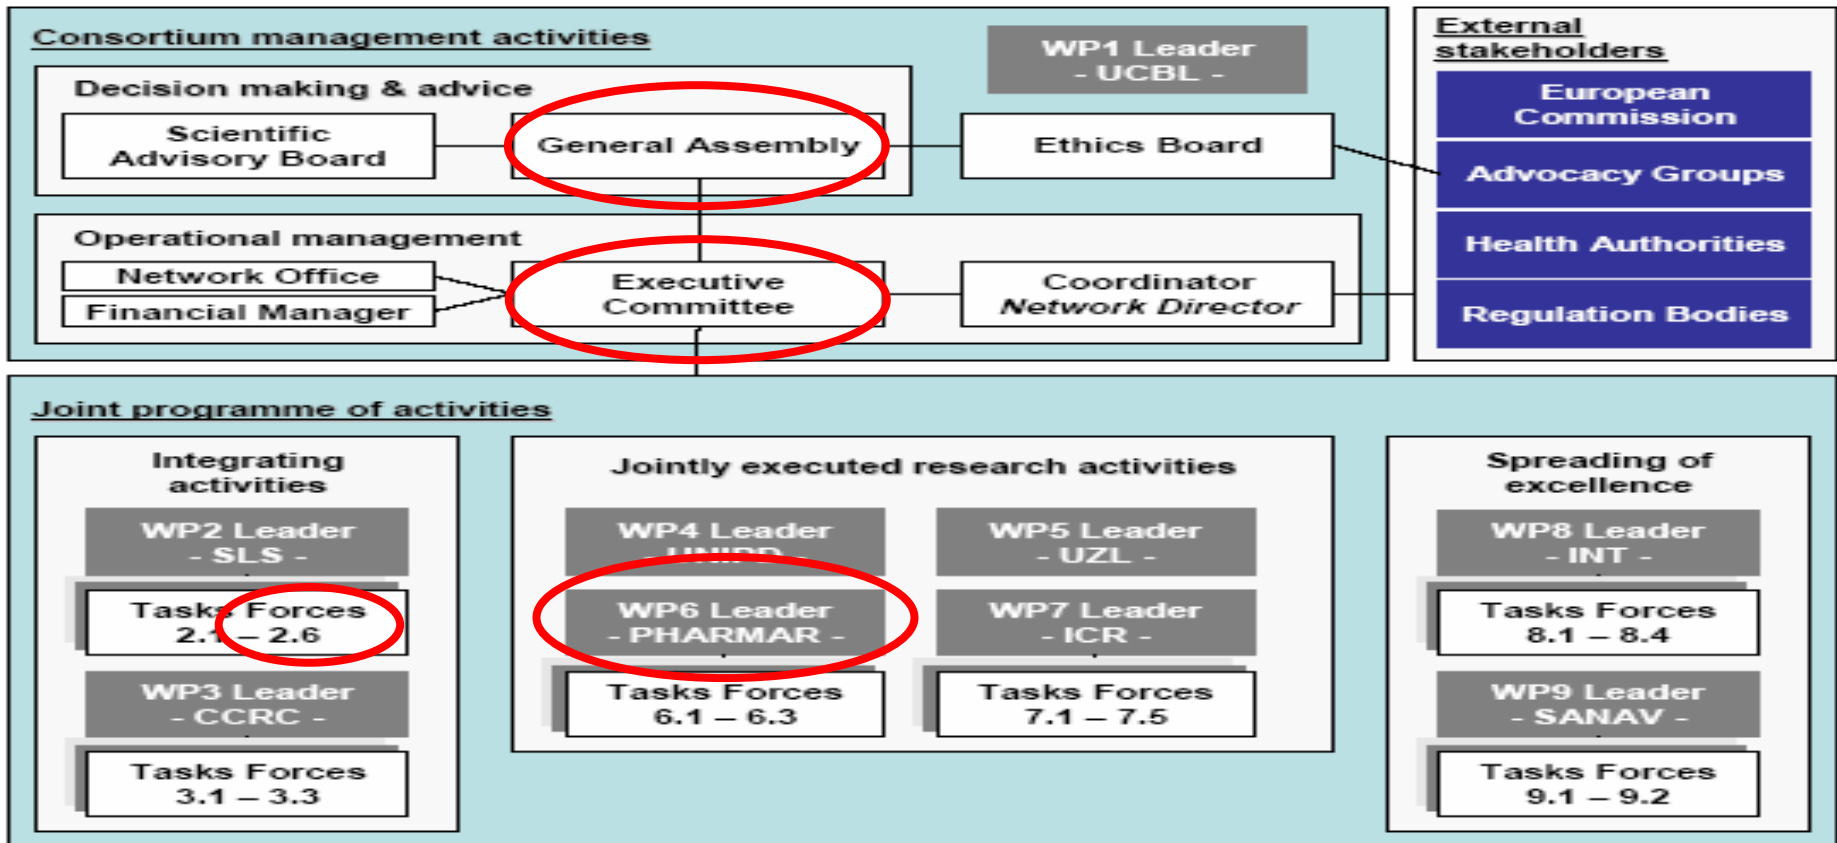 Consortium management activities
WP1 Leader
- UCBL -
Decision making & advice
Scientific
Advisory Board
General Assembly
Ethics Board
Operational management
Network Office
Financial Manager
Executive
Committee
Coordinator
Network Director
External
stakeholders
European
Commission
Advocacy Groups
Health Authorities
Regulation Bodies
Joint programme of activities
Integrating
activities
WP2 Leader
- SLS -
Tasks Forces
2.1 – 2.6
WP3 Leader
- CCRC -
Tasks Forces
3.1 – 3.3
Jointly executed research activities
WP4 Leader
WP5 Leader
- UZL -
WP6 Leader
- PHARMAR -
Tasks Forces
6.1 – 6.3
WP7 Leader
- ICR -
Tasks Forces
7.1 – 7.5
Spreading of
excellence
WP8 Leader
- INT -
Tasks Forces
8.1 – 8.4
WP9 Leader
- SANAV -
Tasks Forces
9.1 – 9.2